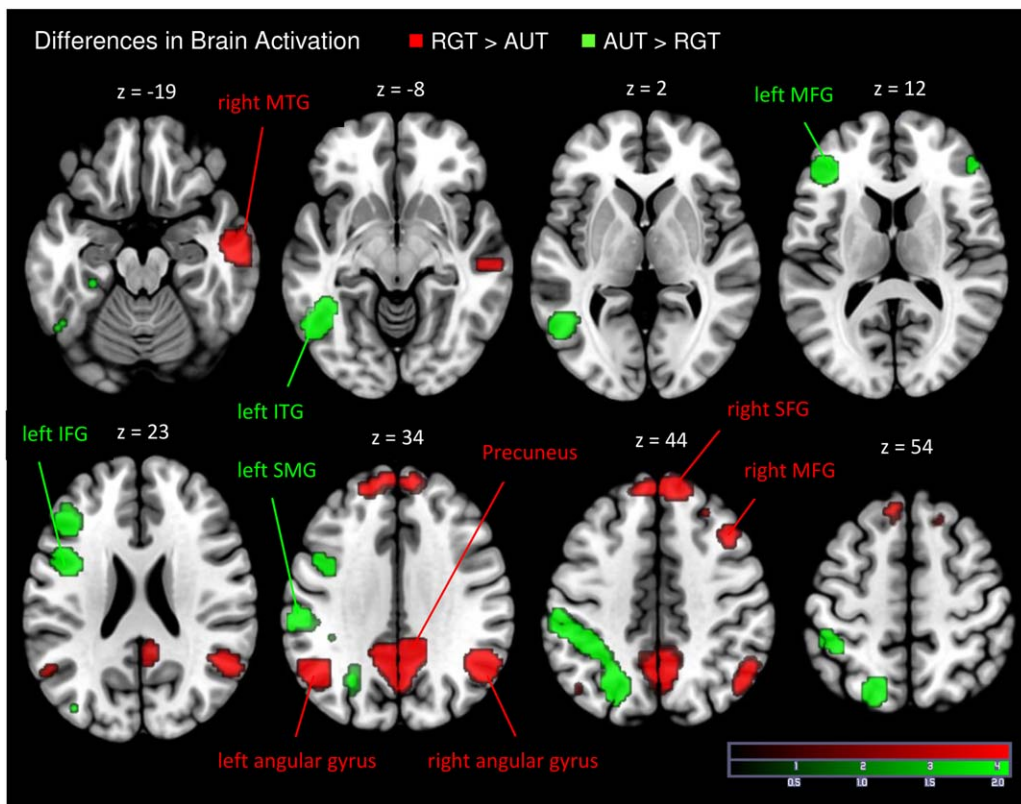 Differences in Brain Activation RGT > AUT AUT > RGT
z = -19 z = -8 z = 2 z = 12
right MTG
left MFG
left ITG
right SFG
left IFG z = 23 z = 34 z = 44 z = 54
left SMG Precuneus
right MFG
left angular gyrus right angular gyrus
1 2 3 4
0.5 1.0 1.5 2.0